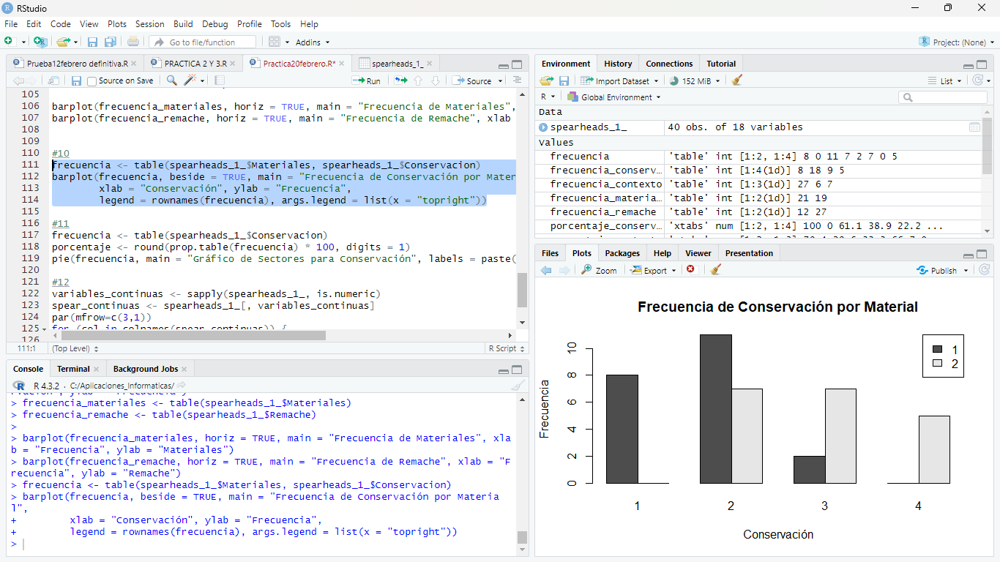 RStudio
File Edit Code View Plots Session Build Debug Profile Tools Help
Go to file/function Addins Project: (None)
Prueba12febrero definitiva.R PRACTICA 2 Y 3.R Practica20febrero.R* spearheads_1_
Source on Save Run Source
105
106 barplot(frecuencia_materiales, horiz = TRUE, main = "Frecuencia de Materiales",
107 barplot(frecuencia_remache, horiz = TRUE, main = "Frecuencia de Remache", xlab
108
109
110 #10
111 frecuencia <- table(spearheads_1_$Materiales, spearheads_1_$Conservacion)
112 barplot(frecuencia, beside = TRUE, main = "Frecuencia de Conservación por Mater
113 xlab = "Conservación", ylab = "Frecuencia",
114 legend = rownames(frecuencia), args.legend = list(x = "topright"))
115
116 #11
117 frecuencia <- table(spearheads_1_$Conservacion)
118 porcentaje <- round(prop.table(frecuencia) * 100, digits = 1)
119 pie(frecuencia, main = "Gráfico de Sectores para Conservación", labels = paste(
120
121 #12
122 variables_continuas <- sapply(spearheads_1_, is.numeric)
123 spear_continuas <- spearheads_1_[, variables_continuas]
124 par(mfrow=c(3,1))
125 for (col in colnames(spear_continuas)) {
126
111:1 (Top Level) R Script
Console Terminal Background Jobs
R 4.3.2 · C:/Aplicaciones_Informaticas/
> frecuencia_materiales <- table(spearheads_1_$Materiales)
> frecuencia_remache <- table(spearheads_1_$Remache)
>
> barplot(frecuencia_materiales, horiz = TRUE, main = "Frecuencia de Materiales", xla
b = "Frecuencia", ylab = "Materiales")
> barplot(frecuencia_remache, horiz = TRUE, main = "Frecuencia de Remache", xlab = "F
recuencia", ylab = "Remache")
> frecuencia <- table(spearheads_1_$Materiales, spearheads_1_$Conservacion)
> barplot(frecuencia, beside = TRUE, main = "Frecuencia de Conservación por Materia
l",
+ xlab = "Conservación", ylab = "Frecuencia",
+ legend = rownames(frecuencia), args.legend = list(x = "topright"))
>
Environment History Connections Tutorial
Import Dataset 152 MiB List
R Global Environment
Data
spearheads_1_ 40 obs. of 18 variables
Values
frecuencia 'table' int [1:2, 1:4] 8 0 11 7 2 7 0 5
frecuencia_conserv… 'table' int [1:4(1d)] 8 18 9 5
frecuencia_contexto 'table' int [1:3(1d)] 27 6 7
frecuencia_materia… 'table' int [1:2(1d)] 21 19
frecuencia_remache 'table' int [1:2(1d)] 12 27
porcentaje_conserv… 'xtabs' num [1:2, 1:4] 100 0 61.1 38.9 22.2 ...
Files Plots Packages Help Viewer Presentation
Zoom Export Publish
Frecuencia de Conservación por Material
1
2
Frecuencia
10
8
6
4
2
0
1 2 3 4
Conservación